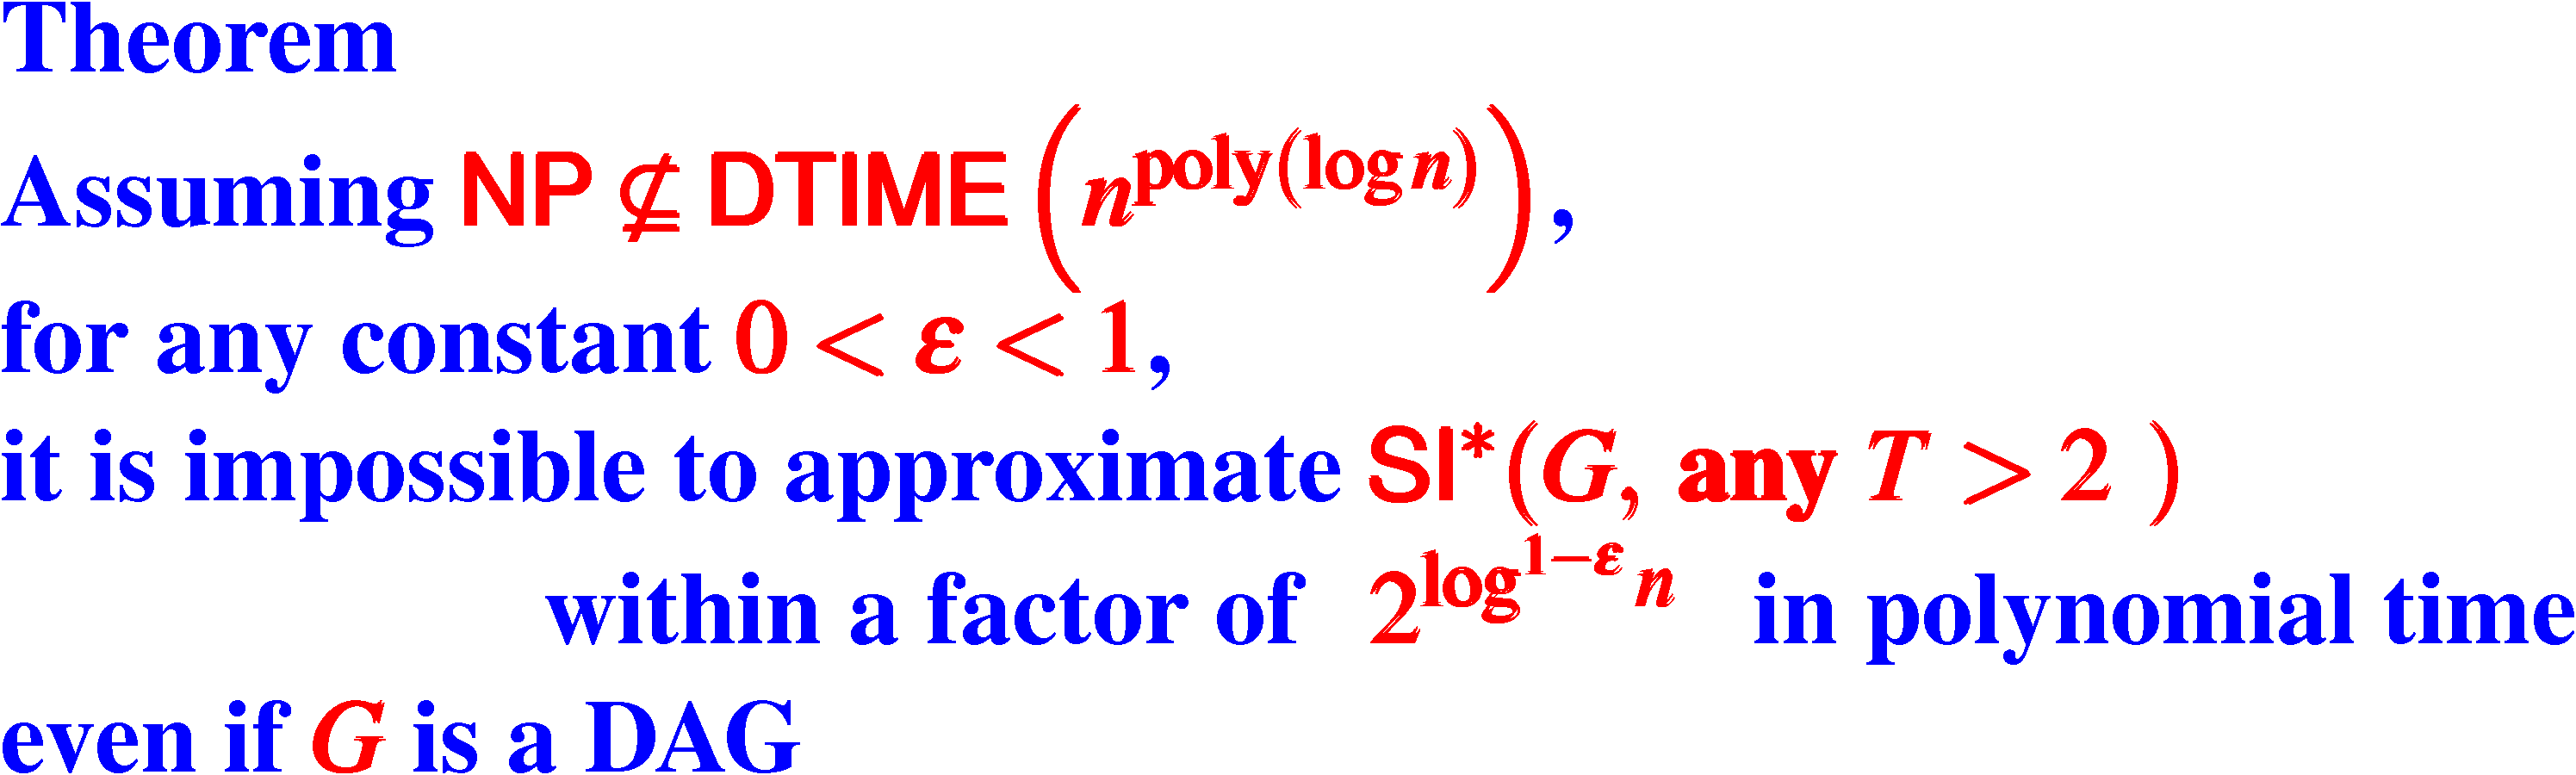 Theorem
Assuming NP ⊈ DTIME (n^poly(log n)),
for any constant 0 < ε < 1,
it is impossible to approximate SI*(G, any T > 2 )
within a factor of 2^log^1−ε n in polynomial time
even if G is a DAG